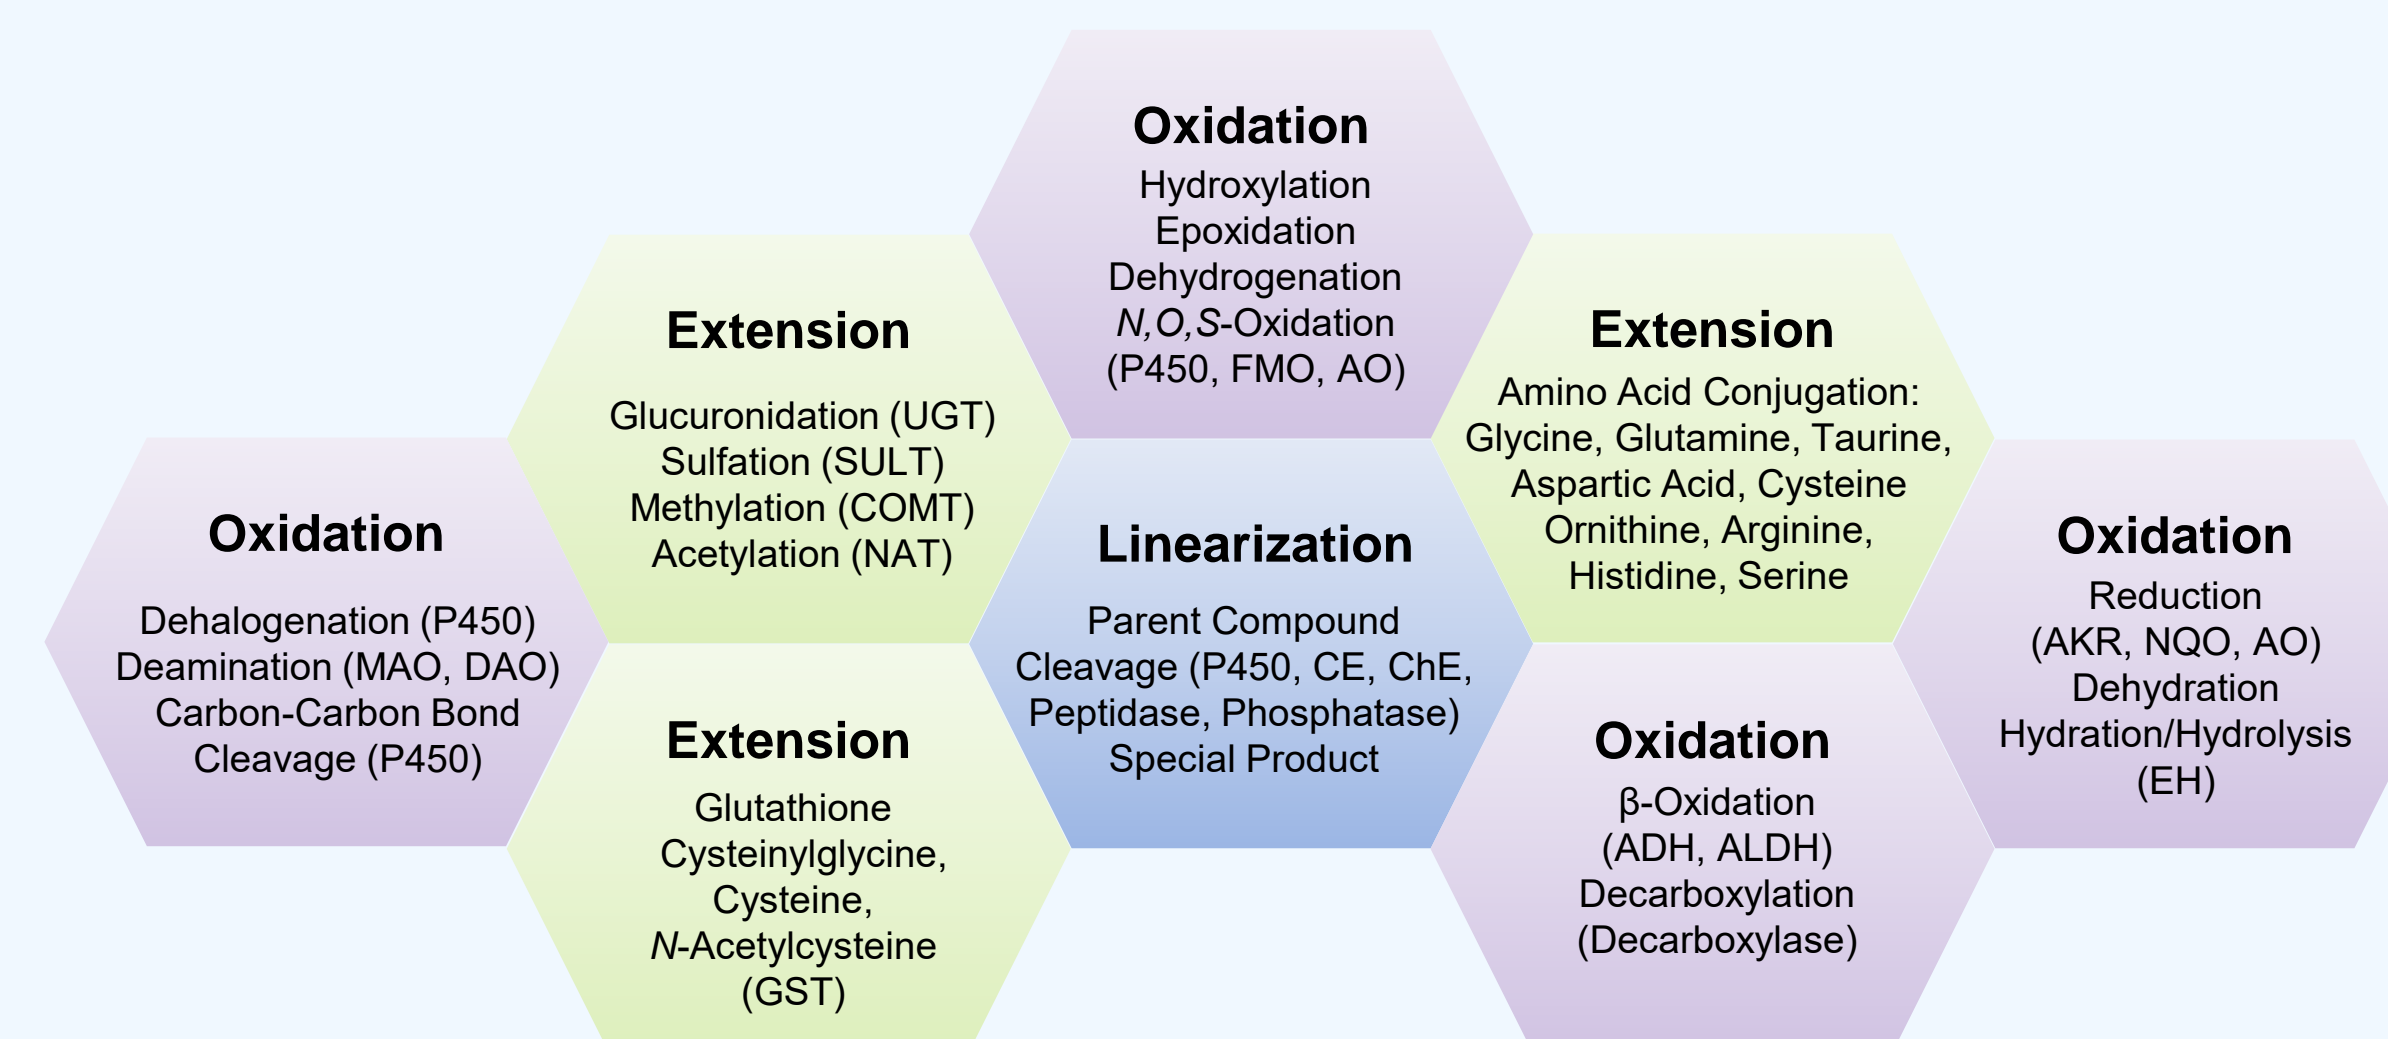 Oxidation
Hydroxylation
Epoxidation
Dehydrogenation
N,O,S-Oxidation
(P450, FMO, AO)
Extension
Glucuronidation (UGT)
Sulfation (SULT)
Methylation (COMT)
Acetylation (NAT)
Extension
Amino Acid Conjugation:
Glycine, Glutamine, Taurine,
Aspartic Acid, Cysteine
Ornithine, Arginine,
Histidine, Serine
Oxidation
Dehalogenation (P450)
Deamination (MAO, DAO)
Carbon-Carbon Bond
Cleavage (P450)
Linearization
Parent Compound
Cleavage (P450, CE, ChE,
Peptidase, Phosphatase)
Special Product
Oxidation
Reduction
(AKR, NQO, AO)
Dehydration
Hydration/Hydrolysis
(EH)
Extension
Glutathione
Cysteinylglycine,
Cysteine,
N-Acetylcysteine
(GST)
Oxidation
β-Oxidation
(ADH, ALDH)
Decarboxylation
(Decarboxylase)